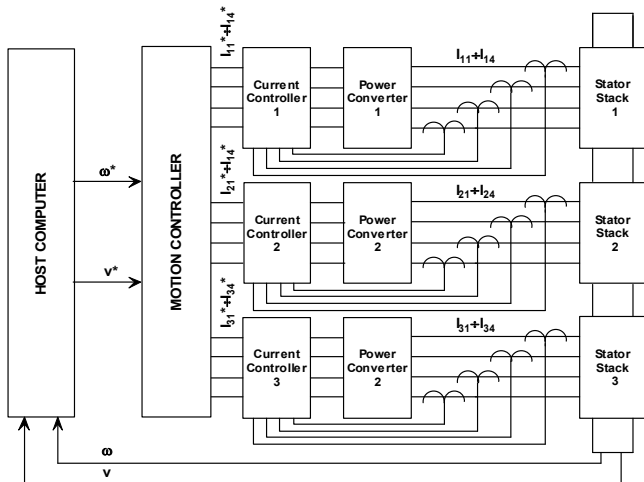 HOST COMPUTER
ω*
v*
MOTION CONTROLLER
I11*÷I14*
Current
Controller
1
Power
Converter
1
I11÷I14
Stator
Stack
1
I21*÷I14*
Current
Controller
2
Power
Converter
2
I21÷I24
Stator
Stack
2
I31*÷I34*
Current
Controller
3
Power
Converter
2
I31÷I34
Stator
Stack
3
ω
v